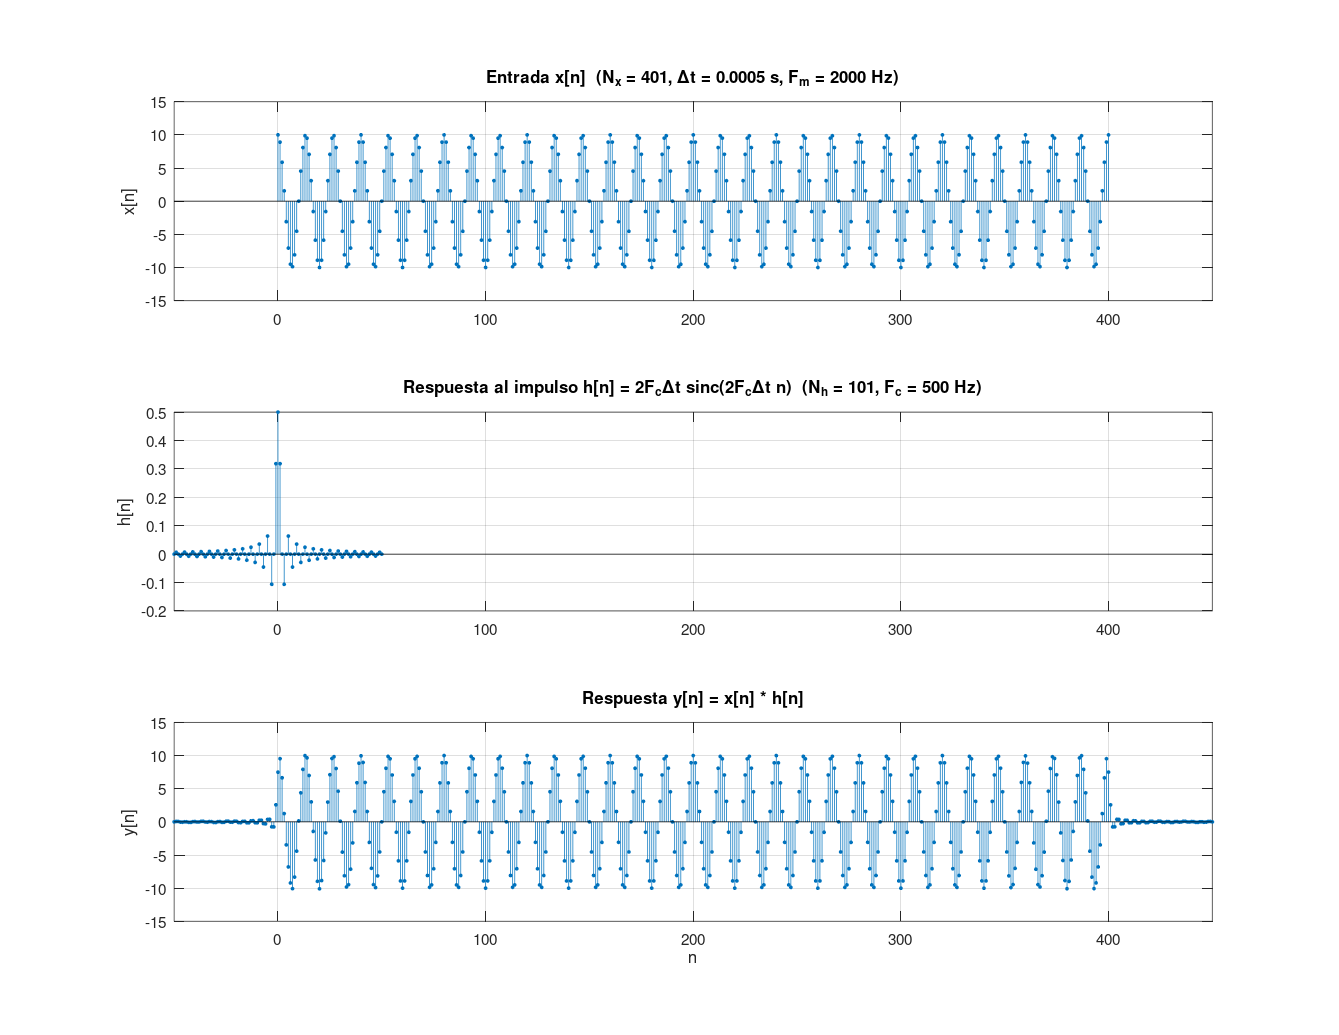 Entrada x[n]  (Nₓ = 401, Δt = 0.0005 s, Fₘ = 2000 Hz)
15
10
5
0
-5
-10
-15
x[n]
0 100 200 300 400
Respuesta al impulso h[n] = 2F_cΔt sinc(2F_cΔt n)  (Nₕ = 101, F_c = 500 Hz)
0.5
0.4
0.3
0.2
0.1
0
-0.1
-0.2
h[n]
0 100 200 300 400
Respuesta y[n] = x[n] * h[n]
15
10
5
0
-5
-10
-15
y[n]
0 100 200 300 400
n